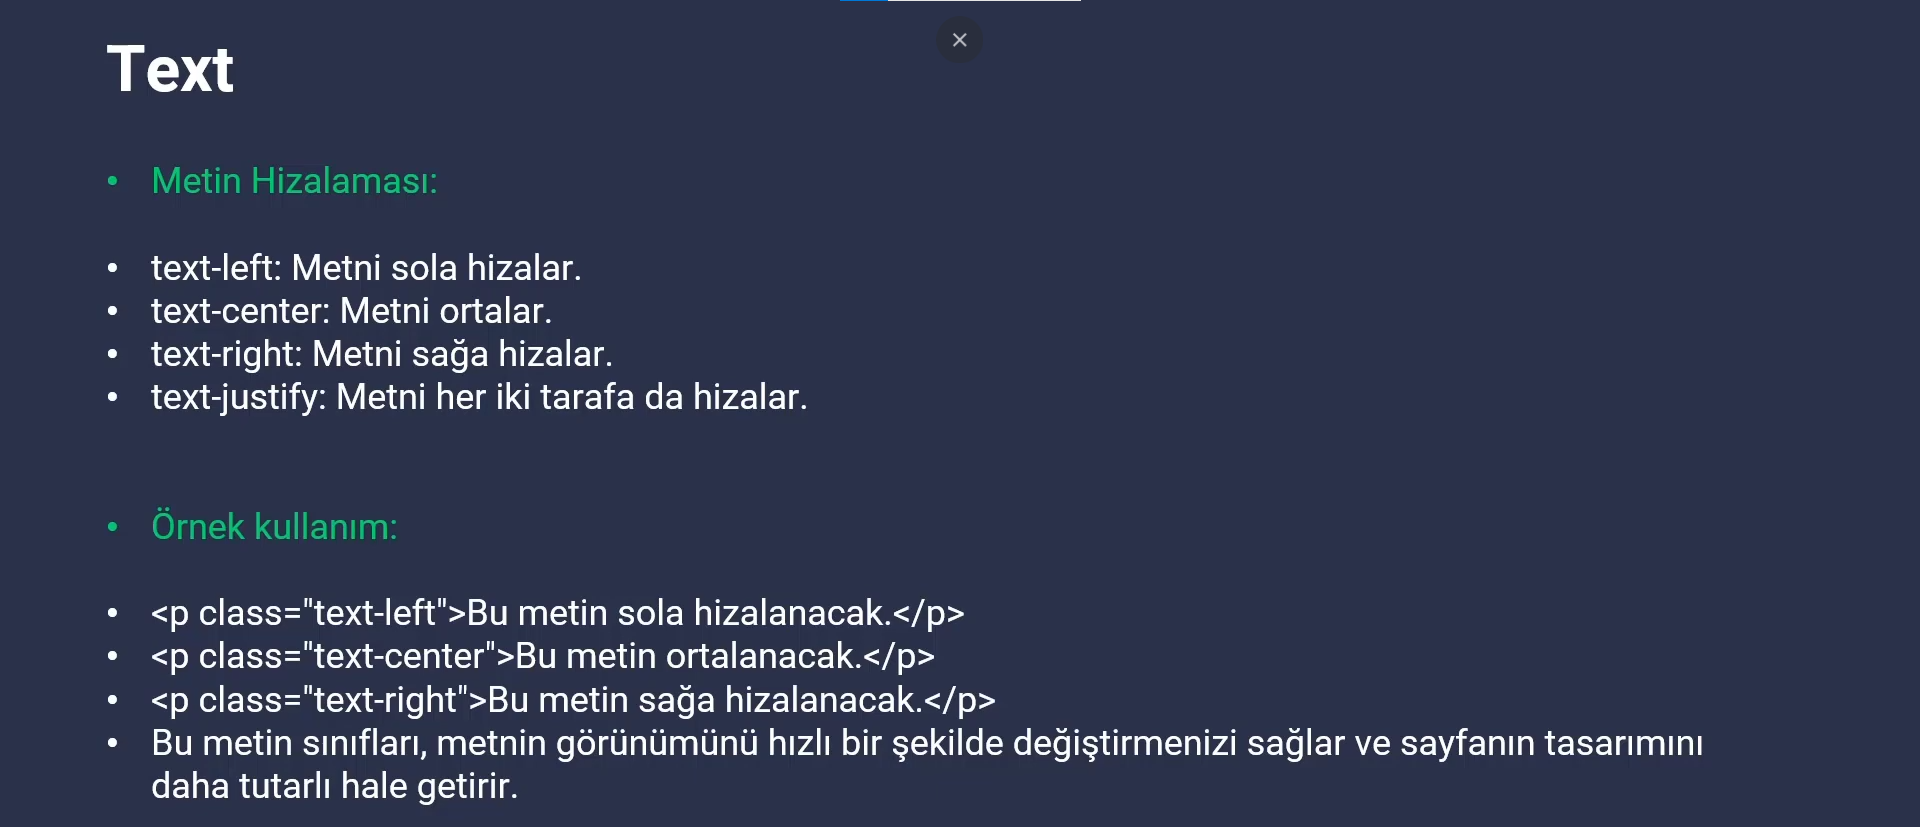 Text
• Metin Hizalaması:
• text-left: Metni sola hizalar.
• text-center: Metni ortalar.
• text-right: Metni sağa hizalar.
• text-justify: Metni her iki tarafa da hizalar.
• Örnek kullanım:
• <p class="text-left">Bu metin sola hizalanacak.</p>
• <p class="text-center">Bu metin ortalanacak.</p>
• <p class="text-right">Bu metin sağa hizalanacak.</p>
• Bu metin sınıfları, metnin görünümünü hızlı bir şekilde değiştirmenizi sağlar ve sayfanın tasarımını
daha tutarlı hale getirir.